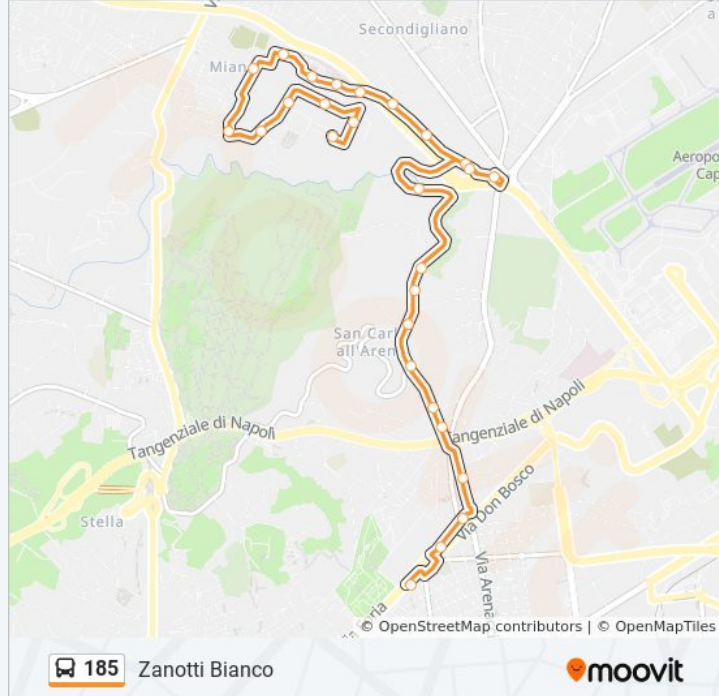 Secondigliano
Mian
Aeropo
Cap
San Carl
all'Aren
Tangenziale di Napoli
Tangenziale di Napoli
Stella
Via Don Bosco
Via Arena
ria
© OpenStreetMap contributors | © OpenMapTiles
185 Zanotti Bianco
moovit